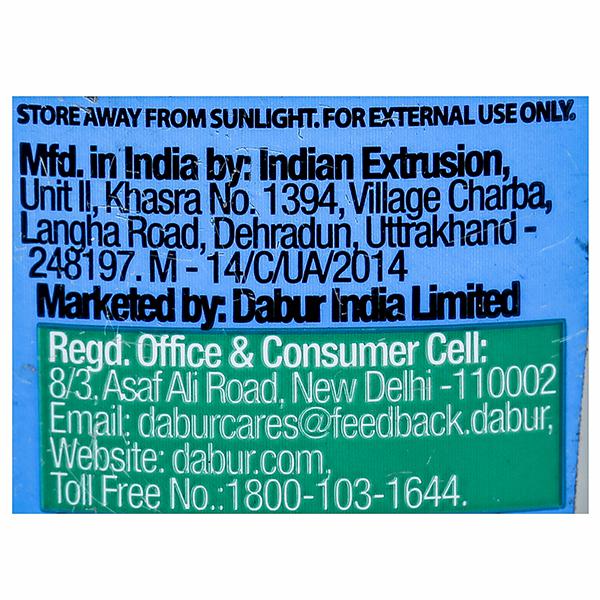 STORE AWAY FROM SUNLIGHT. FOR EXTERNAL USE ONLY.
Mfd. in India by: Indian Extrusion,
Unit II, Khasra No. 1394, Village Charba,
Langha Road, Dehradun, Uttrakhand -
248197. M - 14/C/UA/2014
Marketed by: Dabur India Limited
Regd. Office & Consumer Cell:
8/3, Asaf Ali Road, New Delhi -110002
Email: daburcares@feedback.dabur,
Website: dabur.com,
Toll Free No.:1800-103-1644.